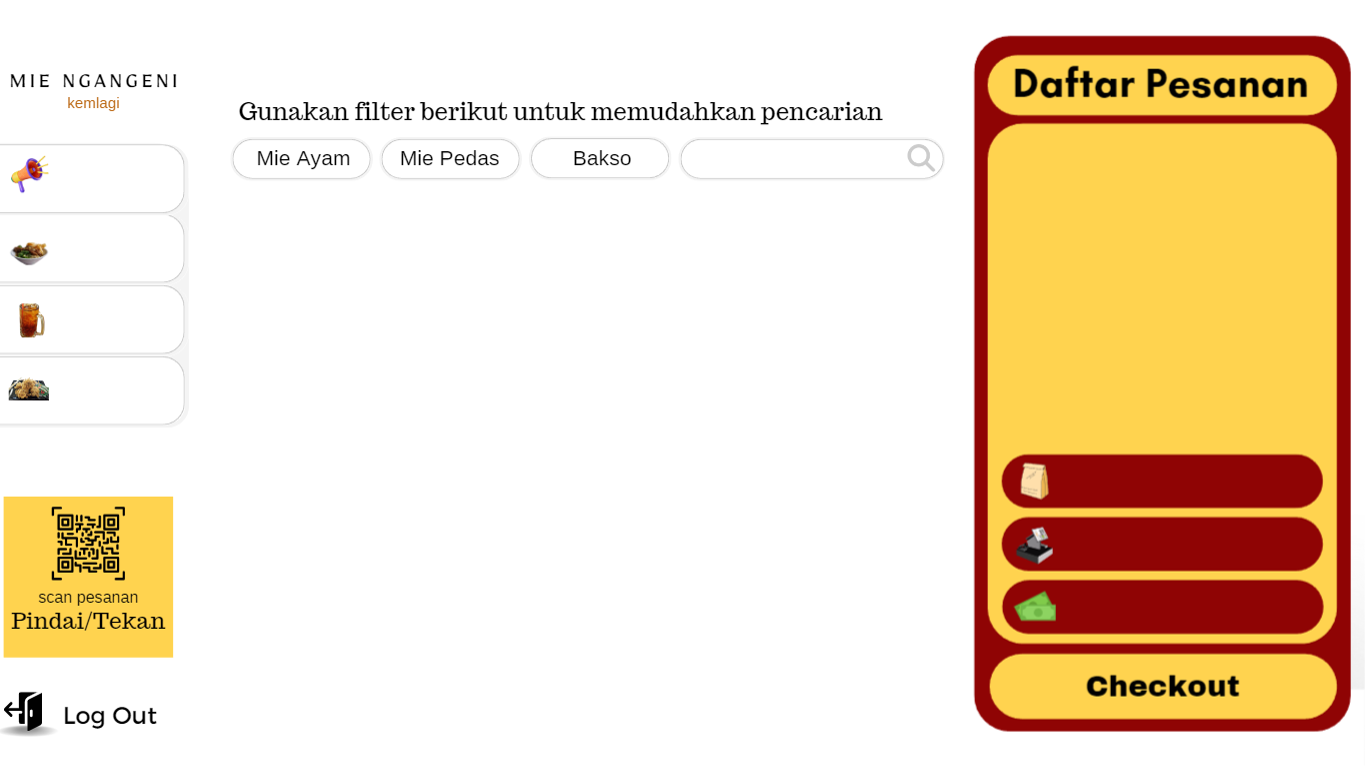 MIE NGANGENI
kemlagi
Gunakan filter berikut untuk memudahkan pencarian
Mie Ayam
Mie Pedas
Bakso
Daftar Pesanan
Checkout
scan pesanan
Pindai/Tekan
Log Out